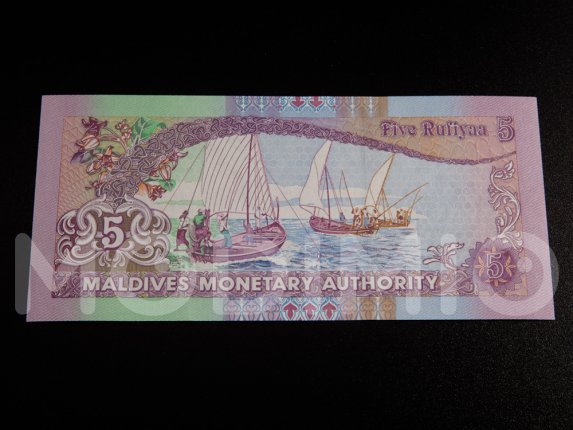 Five Rufiyaa 5
5
5
MALDIVES MONETARY AUTHORITY